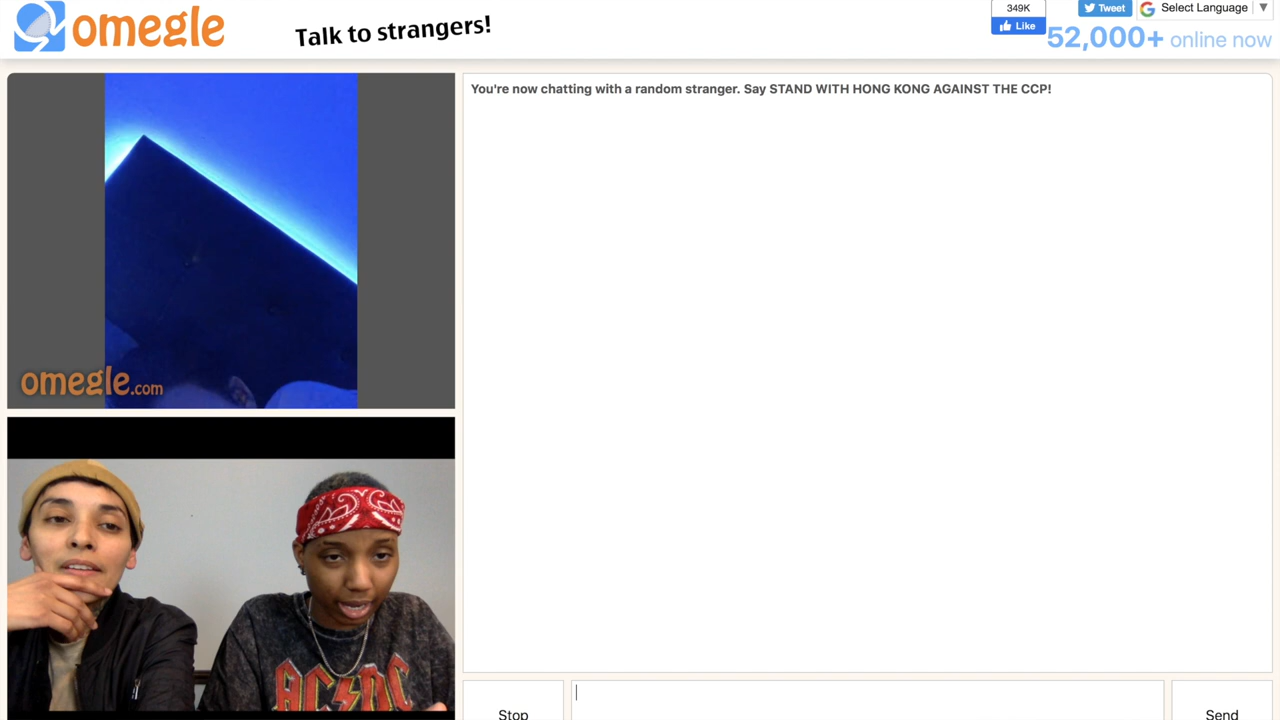 omegle
Talk to strangers!
349K
Like
Tweet
Select Language
52,000+ online now
You're now chatting with a random stranger. Say STAND WITH HONG KONG AGAINST THE CCP!
omegle.com
AC DC
Stop
Send